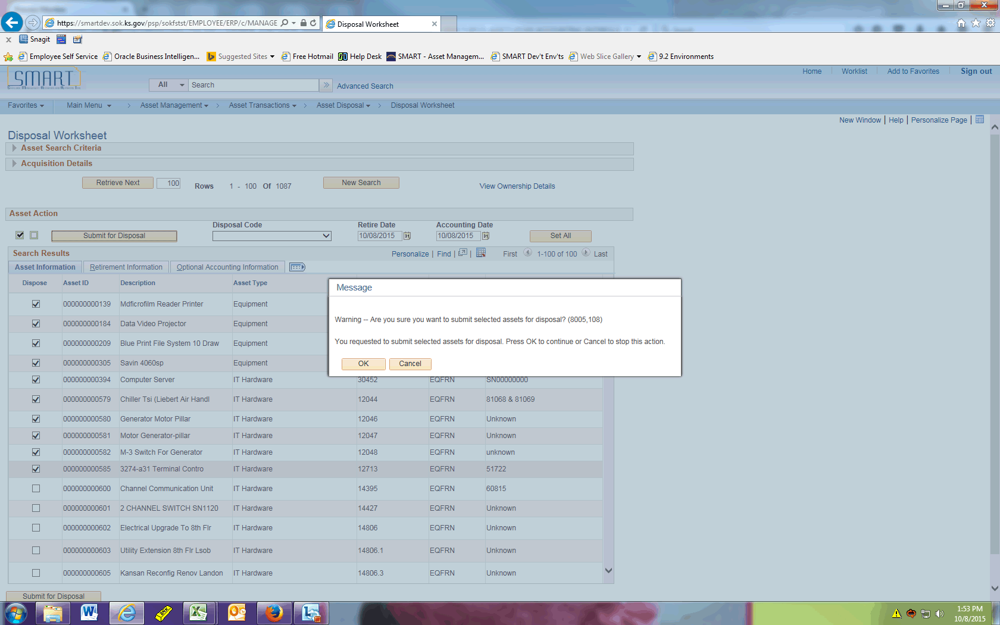 https://smartdev.sok.ks.gov/psp/sokfstst/EMPLOYEE/ERP/c/MANAGE
Disposal Worksheet
x Snagit
Employee Self Service Oracle Business Intelligen... Suggested Sites Free Hotmail Help Desk SMART - Asset Managem... SMART Dev't Env'ts Web Slice Gallery 9.2 Environments
SMART
Home Worklist Add to Favorites Sign out
All Search Advanced Search
Favorites Main Menu > Asset Management > Asset Transactions > Asset Disposal > Disposal Worksheet
New Window | Help | Personalize Page |
Disposal Worksheet
Asset Search Criteria
Acquisition Details
Retrieve Next 100 Rows 1 - 100 Of 1087 New Search View Ownership Details
Asset Action
Disposal Code Retire Date Accounting Date
Submit for Disposal 10/08/2015 31 10/08/2015 31 Set All
Search Results Personalize | Find | | First 1-100 of 100 Last
Asset Information Retirement Information Optional Accounting Information
Dispose Asset ID Description Asset Type
000000000139 Mdficrofilm Reader Printer Equipment
000000000184 Data Video Projector Equipment
000000000209 Blue Print File System 10 Draw Equipment
000000000305 Savin 4060sp Equipment
Message
Warning -- Are you sure you want to submit selected assets for disposal? (8005,108)
You requested to submit selected assets for disposal. Press OK to continue or Cancel to stop this action.
OK Cancel
000000000394 Computer Server IT Hardware 30452 EQFRN SN00000000
000000000579 Chiller Tsi (Liebert Air Handl IT Hardware 12044 EQFRN 81068 & 81069
000000000580 Generator Motor Pillar IT Hardware 12046 EQFRN Unknown
000000000581 Motor Generator-pillar IT Hardware 12047 EQFRN Unknown
000000000582 M-3 Switch For Generator IT Hardware 12048 EQFRN unknown
000000000585 3274-a31 Terminal Contro IT Hardware 12713 EQFRN 51722
000000000600 Channel Communication Unit IT Hardware 14395 EQFRN 60815
000000000601 2 CHANNEL SWITCH SN1120 IT Hardware 14427 EQFRN Unknown
000000000602 Electrical Upgrade To 8th Flr IT Hardware 14806 EQFRN Unknown
000000000603 Utility Extension 8th Flr Lsob IT Hardware 14806.1 EQFRN Unknown
000000000605 Kansan Reconfig Renov Landon IT Hardware 14806.3 EQFRN Unknown
Submit for Disposal
1:53 PM
10/8/2015